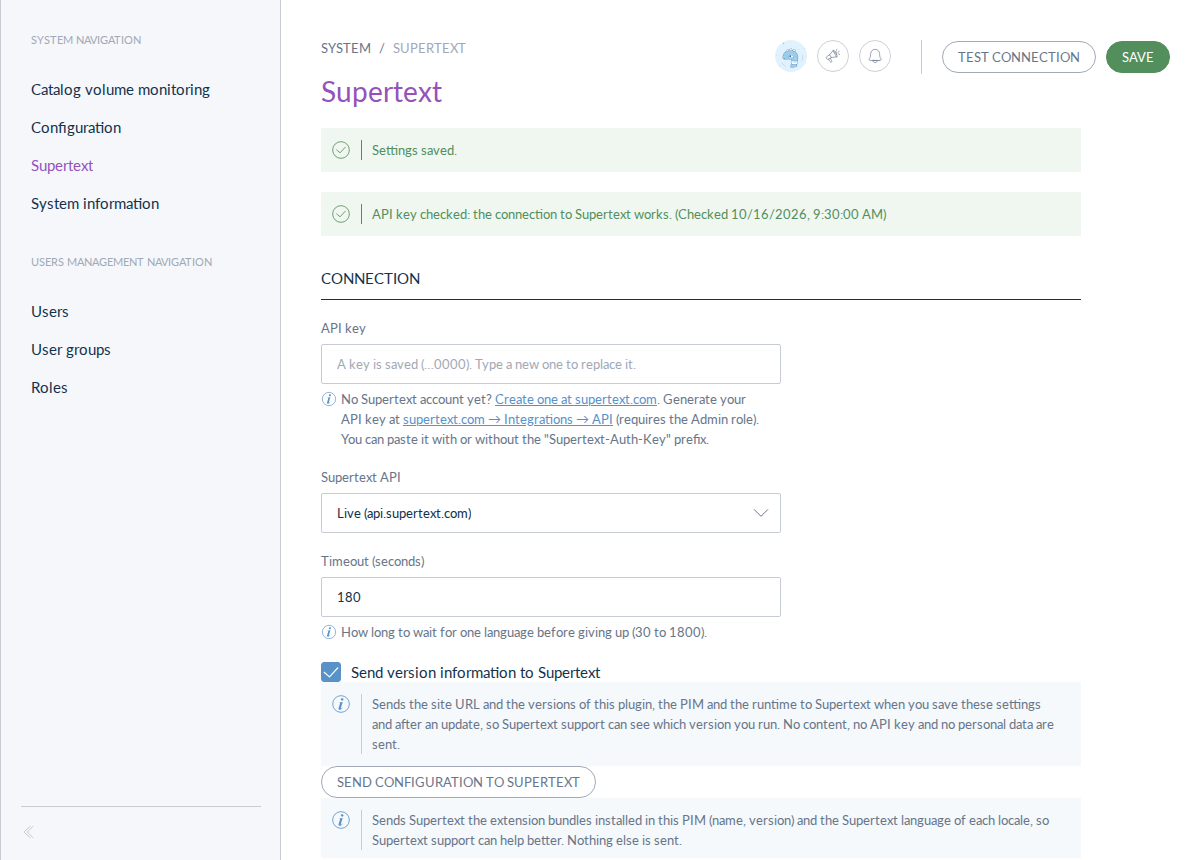 SYSTEM NAVIGATION
Catalog volume monitoring
Configuration
Supertext
System information
USERS MANAGEMENT NAVIGATION
Users
User groups
Roles
SYSTEM / SUPERTEXT
TEST CONNECTION
SAVE
Supertext
Settings saved.
API key checked: the connection to Supertext works. (Checked 10/16/2026, 9:30:00 AM)
CONNECTION
API key
A key is saved (…0000). Type a new one to replace it.
No Supertext account yet? Create one at supertext.com. Generate your
API key at supertext.com → Integrations → API (requires the Admin role).
You can paste it with or without the "Supertext-Auth-Key" prefix.
Supertext API
Live (api.supertext.com)
Timeout (seconds)
180
How long to wait for one language before giving up (30 to 1800).
Send version information to Supertext
Sends the site URL and the versions of this plugin, the PIM and the runtime to Supertext when you save these settings
and after an update, so Supertext support can see which version you run. No content, no API key and no personal data are
sent.
SEND CONFIGURATION TO SUPERTEXT
Sends Supertext the extension bundles installed in this PIM (name, version) and the Supertext language of each locale, so
Supertext support can help better. Nothing else is sent.